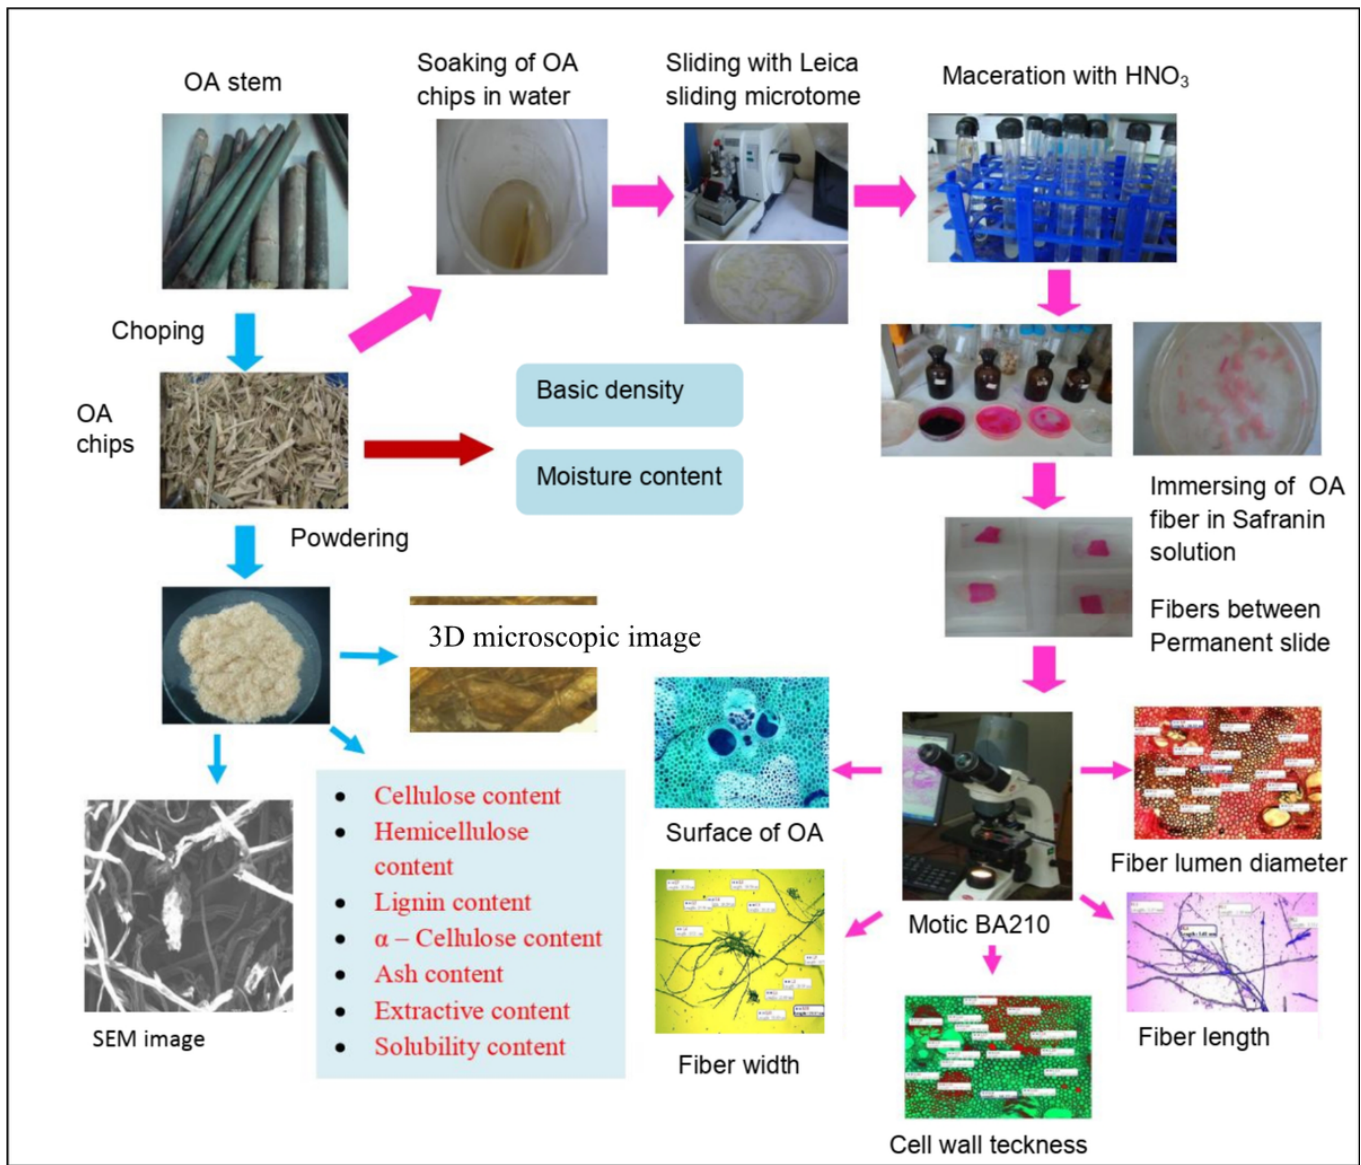 OA stem
Soaking of OA
chips in water
Sliding with Leica
sliding microtome
Maceration with HNO₃
Choping
OA
chips
Basic density
Moisture content
Powdering
Immersing of OA
fiber in Safranin
solution
Fibers between
Permanent slide
3D microscopic image
• Cellulose content
• Hemicellulose
content
• Lignin content
• α – Cellulose content
• Ash content
• Extractive content
• Solubility content
SEM image
Surface of OA
Fiber lumen diameter
Motic BA210
Fiber width
Fiber length
Cell wall teckness